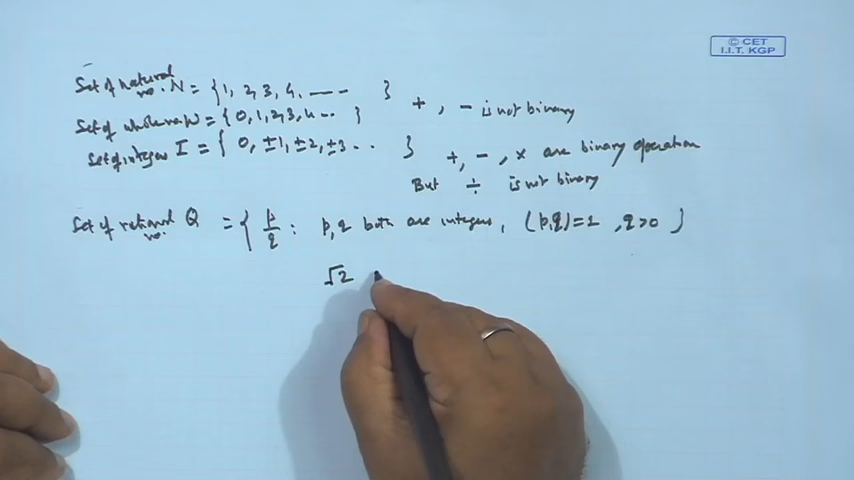 © CET
I.I.T. KGP
Set of natural no. N = {1, 2, 3, 4, ---- }
Set of whole no W = {0, 1, 2, 3, 4... }
+, - is not binary
Set of integers I = { 0, ±1, ±2, ±3 .. }
+, -, × are binary operation
But ÷ is not binary
Set of rational no. Q = { p/q : p, q both are integers, (p,q)=1, q>0 }
√2